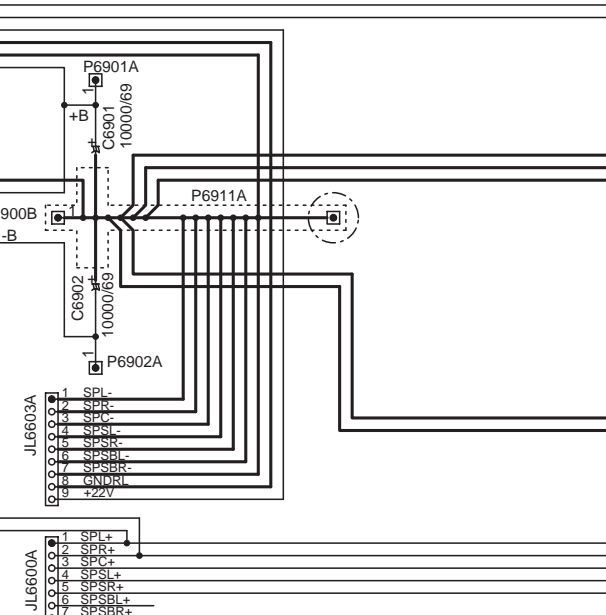 P6901A
1
+B
C6901
10000/69
P6911A
900B
1
-B
C6902
10000/69
1
P6902A
JL6603A
1 SPL-
2 SPR-
3 SPC-
4 SPSL-
5 SPSR-
6 SPSBL-
7 SPSBR-
8 GNDRL
9 +22V
JL6600A
1 SPL+
2 SPR+
3 SPC+
4 SPSL+
5 SPSR+
6 SPSBL+
7 SPSBR+